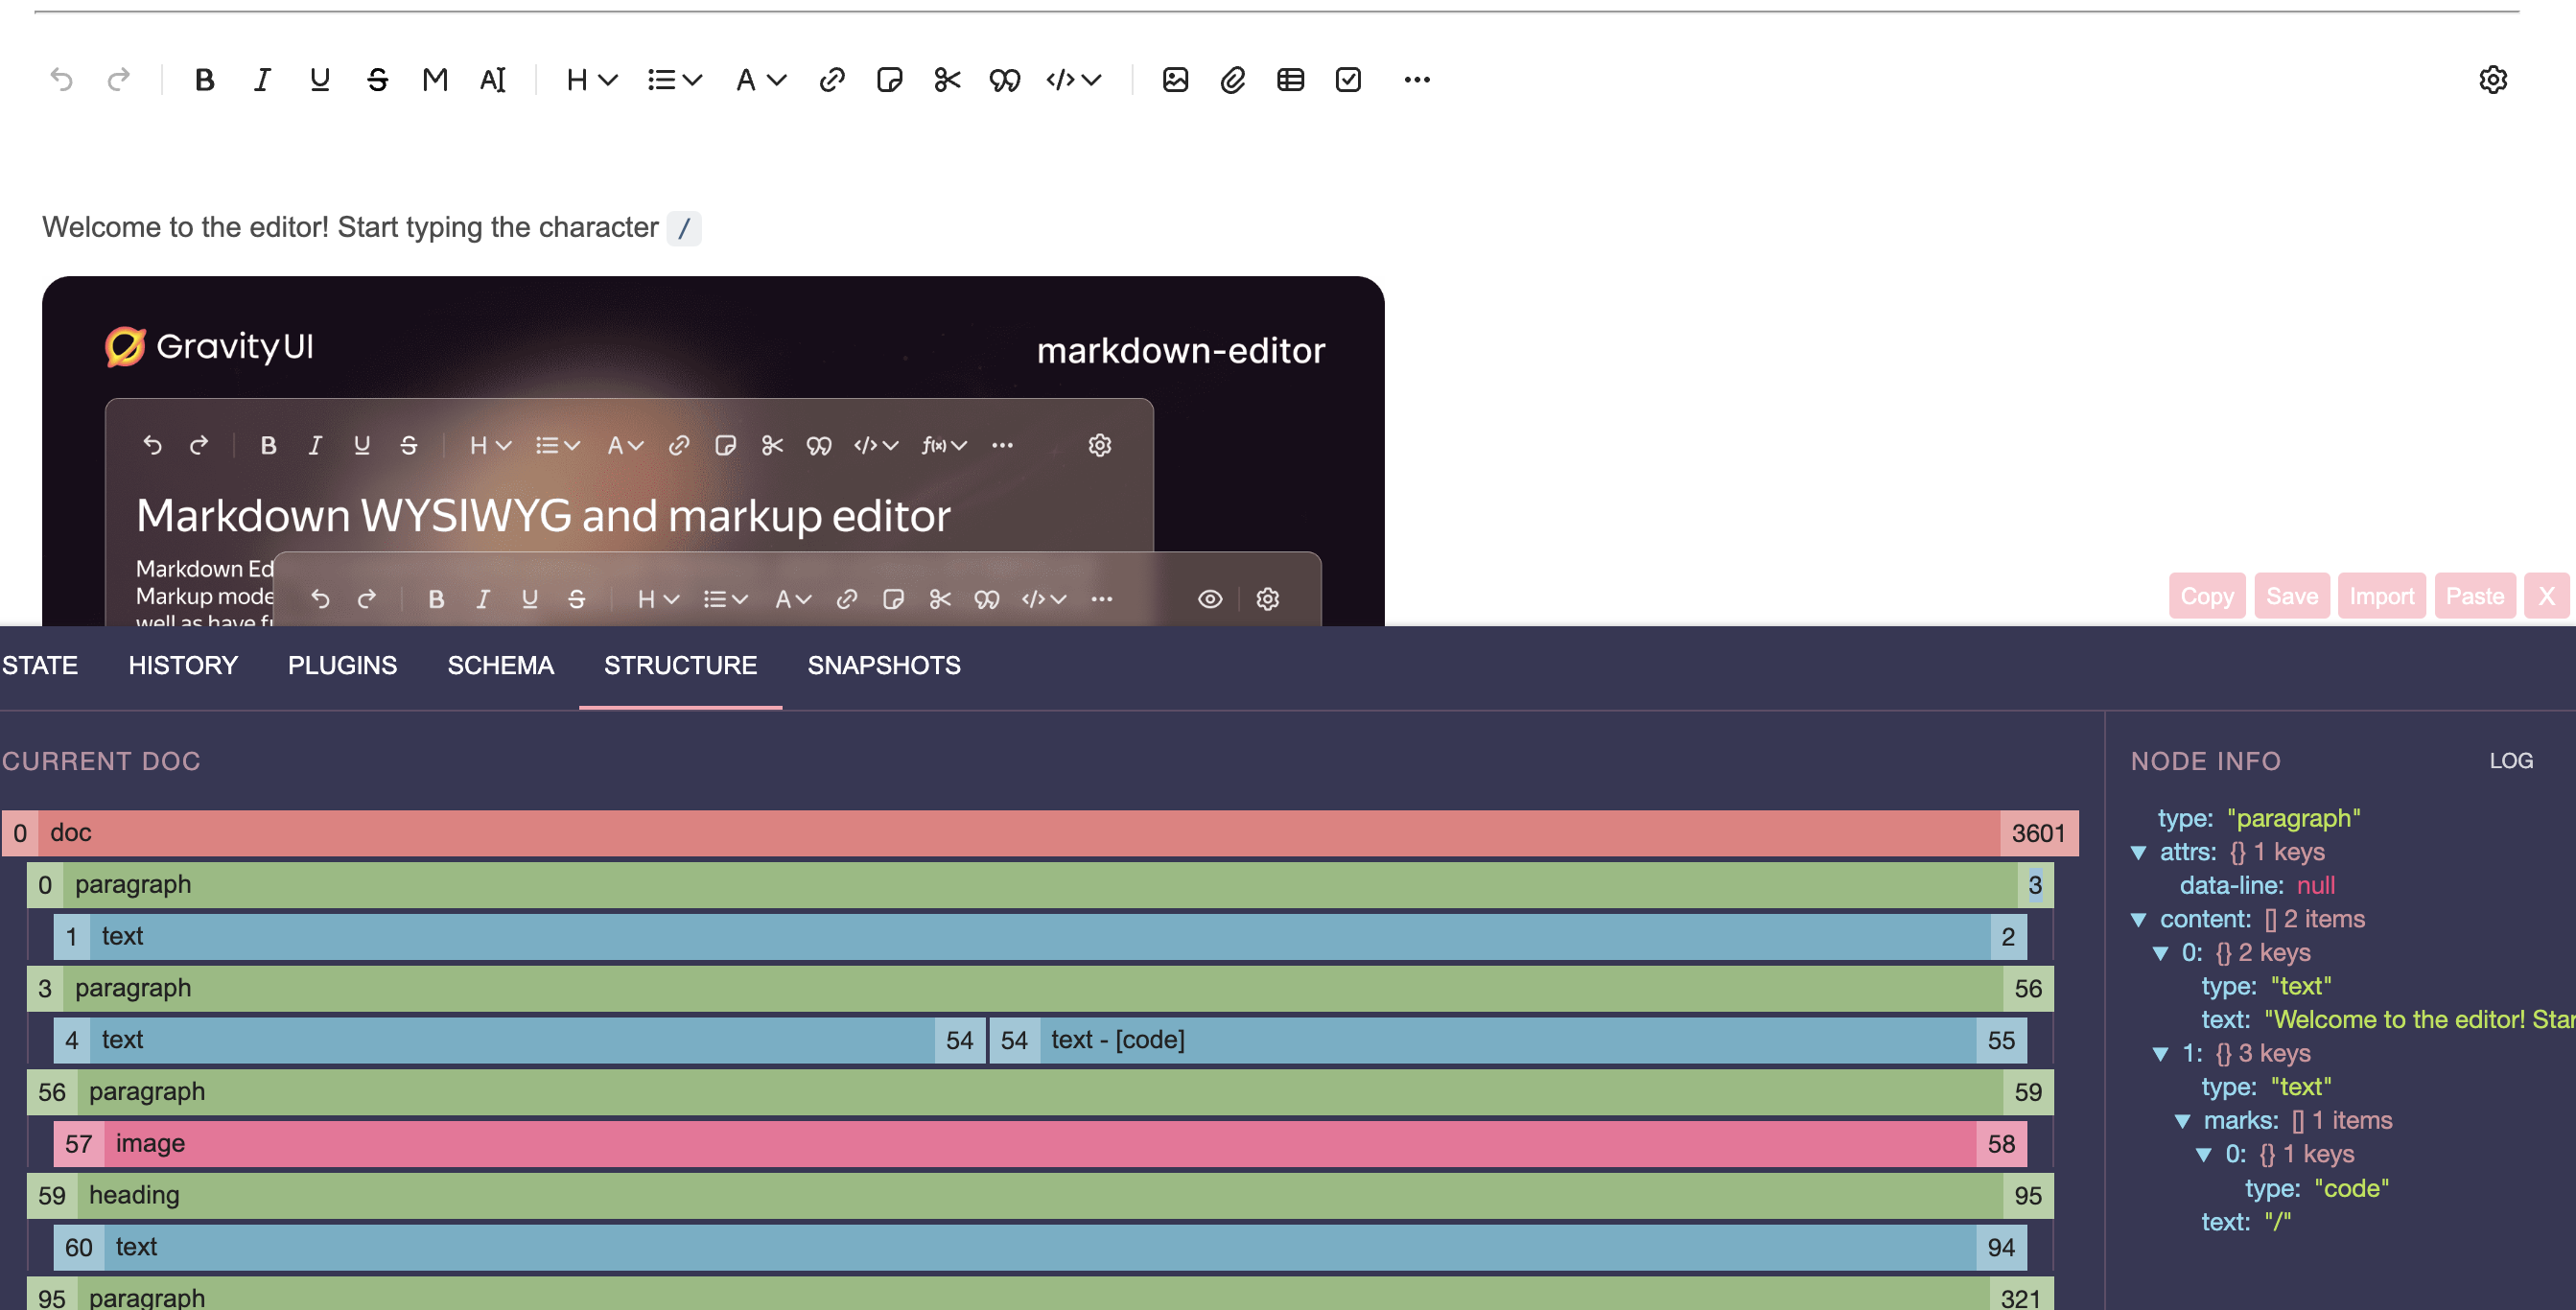 B I U S M AI H A
Welcome to the editor! Start typing the character /
Gravity UI
markdown-editor
B I U S H A </> f(x)
Markdown WYSIWYG and markup editor
Markdown Ed
Markup mode
well as have fu
B I U S H A </>
Copy Save Import Paste X
STATE HISTORY PLUGINS SCHEMA STRUCTURE SNAPSHOTS
CURRENT DOC
0 doc 3601
0 paragraph 3
1 text 2
3 paragraph 56
4 text 54 54 text - [code] 55
56 paragraph 59
57 image 58
59 heading 95
60 text 94
95 paragraph 321
NODE INFO LOG
type: "paragraph"
▼ attrs: {} 1 keys
data-line: null
▼ content: [] 2 items
▼ 0: {} 2 keys
type: "text"
text: "Welcome to the editor! Star
▼ 1: {} 3 keys
type: "text"
▼ marks: [] 1 items
▼ 0: {} 1 keys
type: "code"
text: "/"